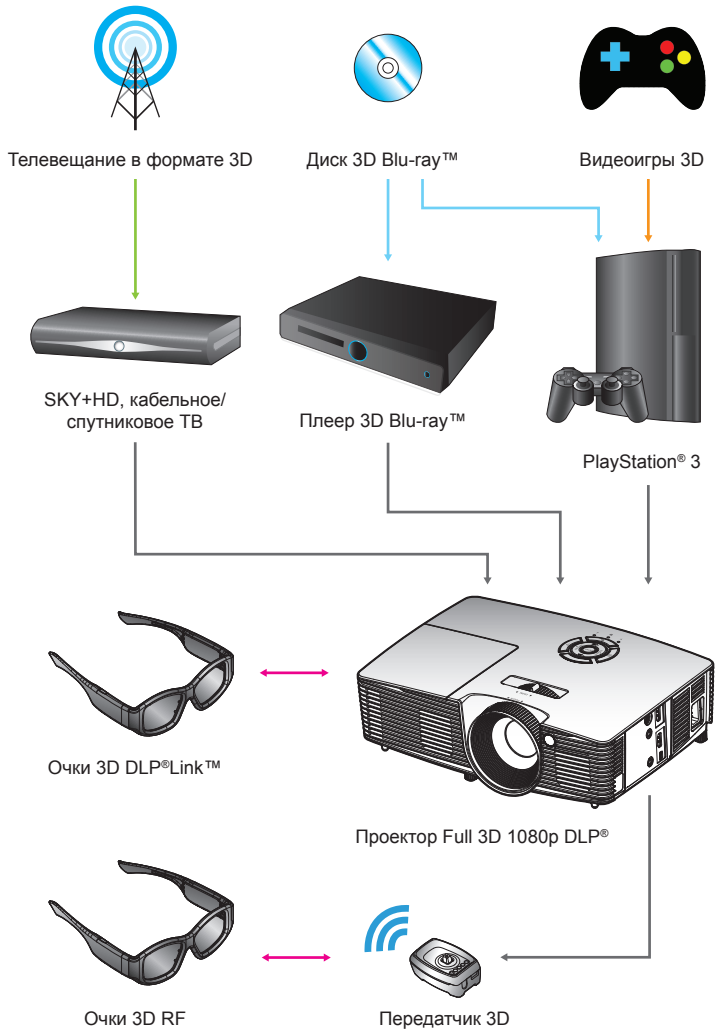 Телевещание в формате 3D
Диск 3D Blu-ray™
Видеоигры 3D
SKY+HD, кабельное/
спутниковое ТВ
Плеер 3D Blu-ray™
PlayStation® 3
Очки 3D DLP®Link™
Проектор Full 3D 1080p DLP®
Очки 3D RF
Передатчик 3D